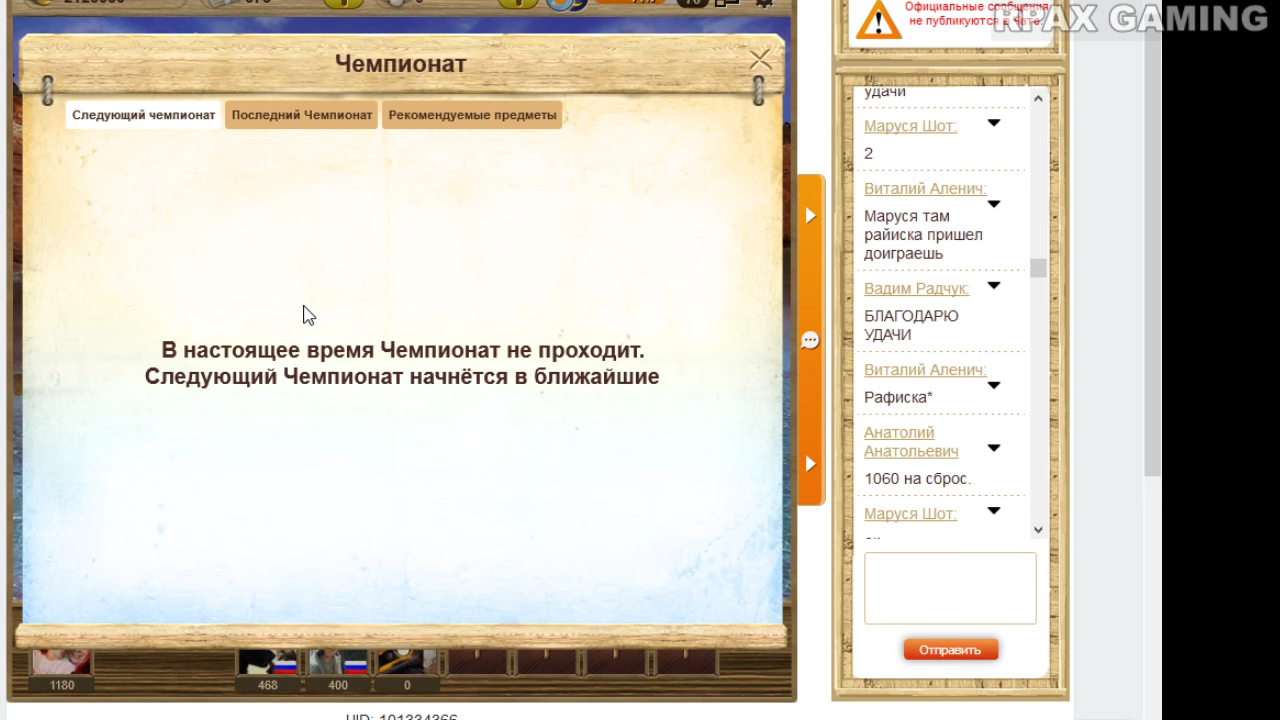 RPAX GAMING
Официальные сообщения
не публикуются в чате.
Чемпионат
Следующий чемпионат
Последний Чемпионат
Рекомендуемые предметы
В настоящее время Чемпионат не проходит.
Следующий Чемпионат начнётся в ближайшие
удачи
Маруся Шот:
2
Виталий Аленич:
Маруся там
райиска пришел
доиграешь
Вадим Радчук:
БЛАГОДАРЮ
УДАЧИ
Виталий Аленич:
Рафиска*
Анатолий
Анатольевич
1060 на сброс.
Маруся Шот:
Отправить
1180
468
400
0
UID: 101334366